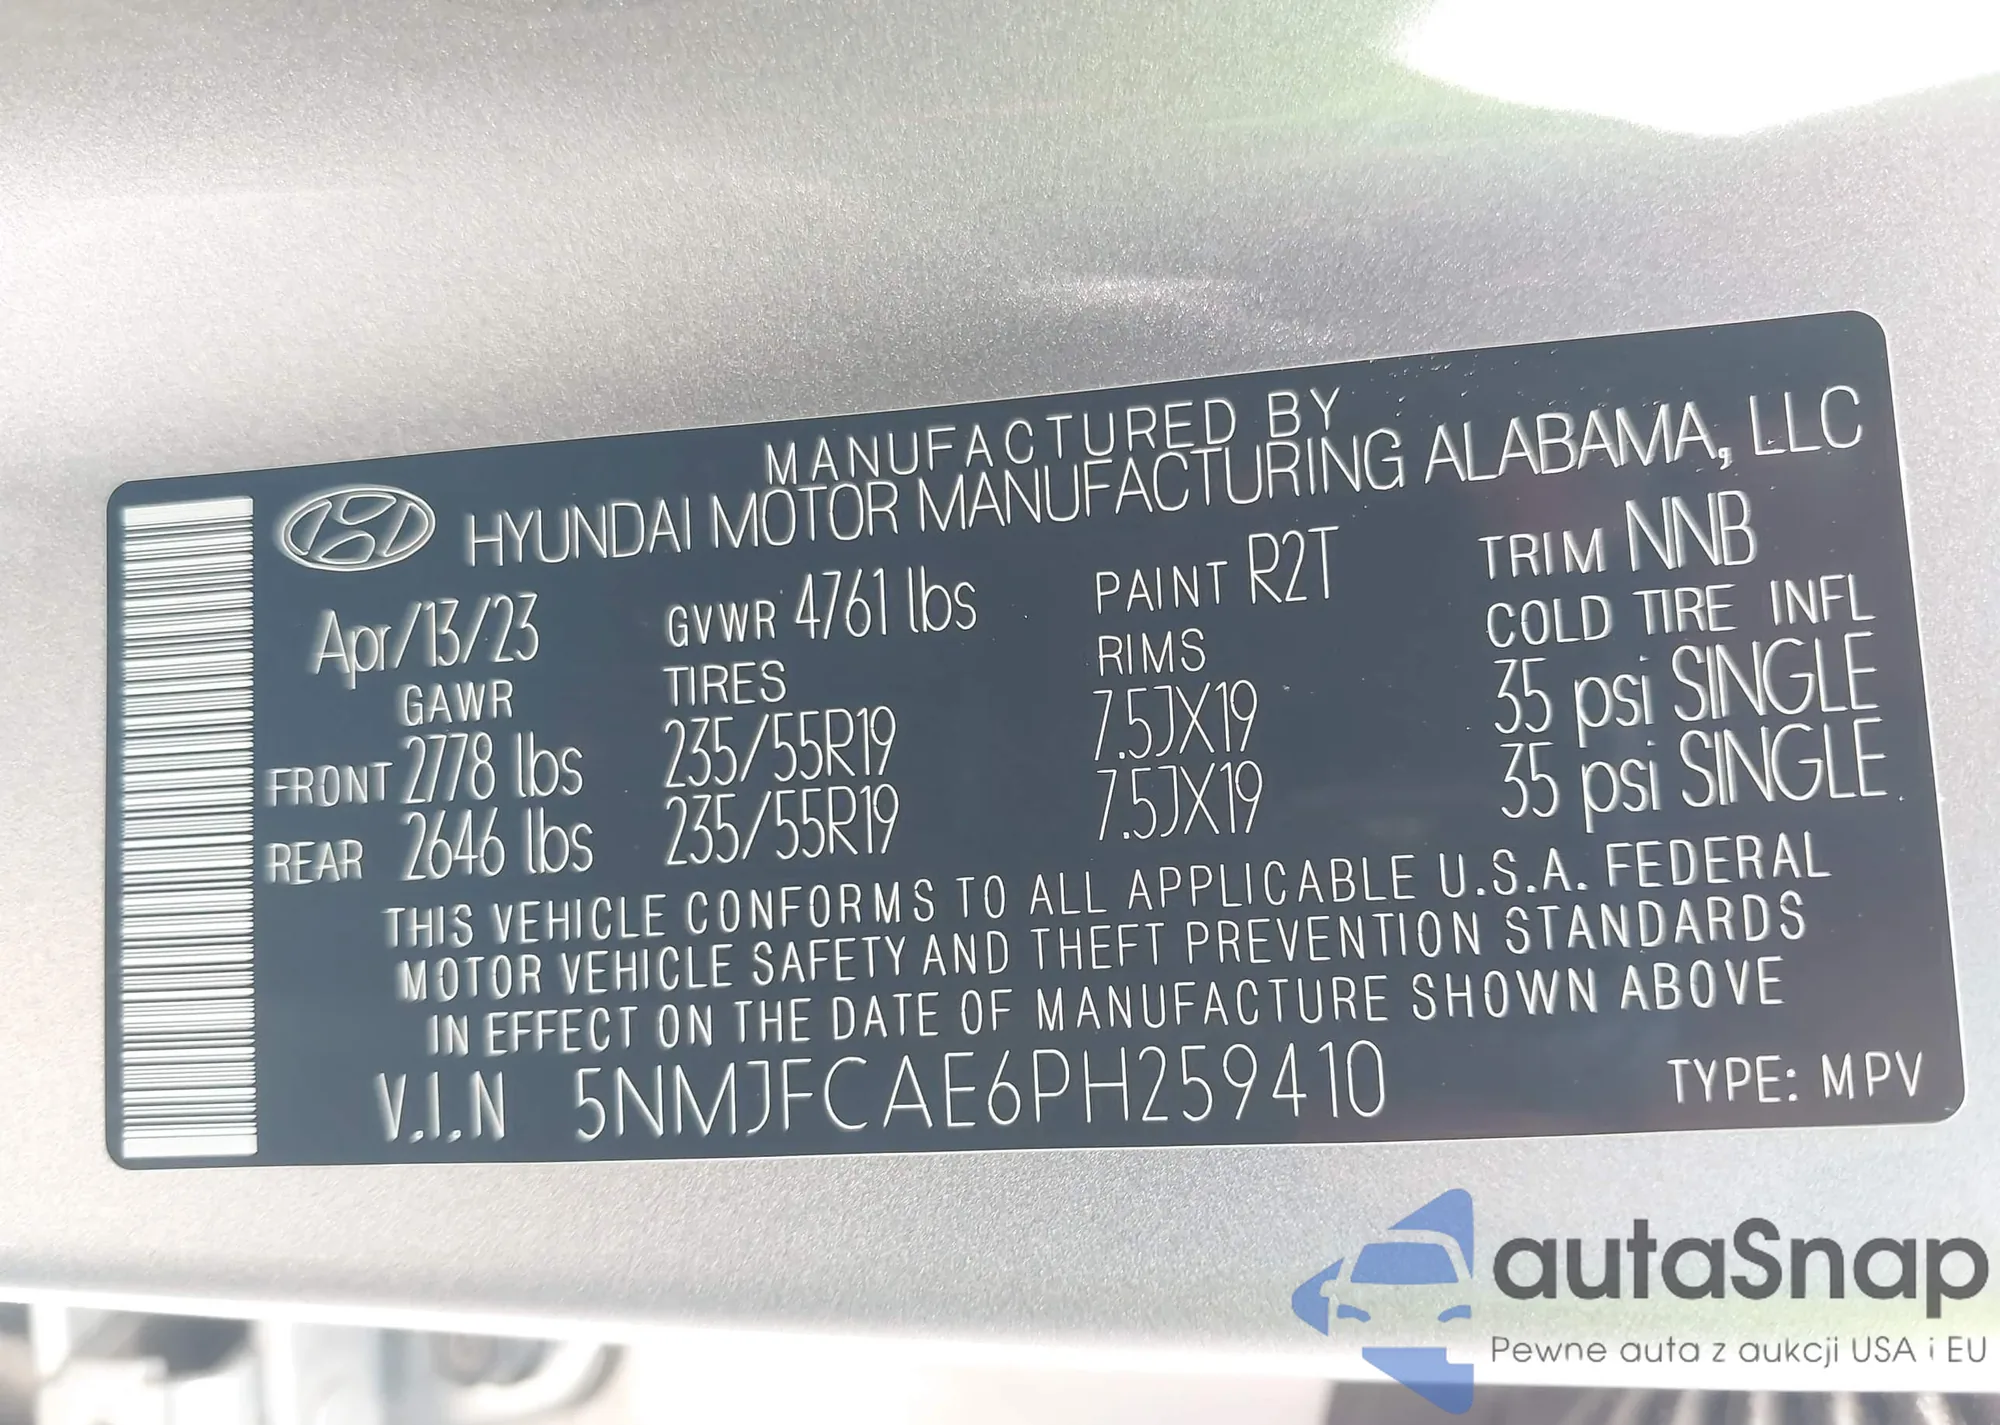 MANUFACTURED BY
HYUNDAI MOTOR MANUFACTURING ALABAMA, LLC
Apr/13/23 GVWR 4761 lbs PAINT R2T TRIM NNB
GAWR TIRES RIMS COLD TIRE INFL
FRONT 2778 lbs 235/55R19 7.5JX19 35 psi SINGLE
REAR 2646 lbs 235/55R19 7.5JX19 35 psi SINGLE
THIS VEHICLE CONFORMS TO ALL APPLICABLE U.S.A. FEDERAL
MOTOR VEHICLE SAFETY AND THEFT PREVENTION STANDARDS
IN EFFECT ON THE DATE OF MANUFACTURE SHOWN ABOVE
V.I.N 5NMJFCAE6PH259410 TYPE: MPV
autaSnap
Pewne auta z aukcji USA i EU